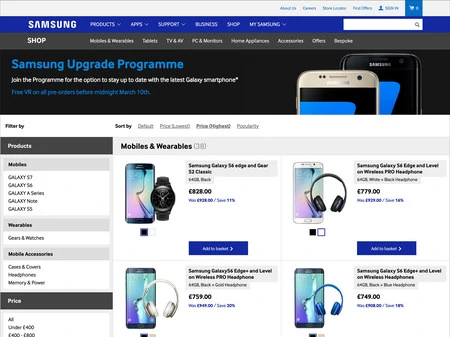 About Us Careers Store Locator Find Offers SIGN IN 0
SAMSUNG PRODUCTS APPS SUPPORT BUSINESS SHOP MY SAMSUNG
SHOP Mobiles & Wearables Tablets TV & AV PC & Monitors Home Appliances Accessories Offers Bespoke
Samsung Upgrade Programme
Join the Programme for the option to stay up to date with the latest Galaxy smartphone*
Free VR on all pre-orders before midnight March 10th.
SAMSUNG
Filter by
Sort by Default Price (Lowest) Price (Highest) Popularity
Products
Mobiles
GALAXY S7
GALAXY S6
GALAXY A Series
GALAXY Note
GALAXY S5
Wearables
Gears & Watches
Mobile Accessories
Cases & Covers
Headphones
Memory & Power
Price
All
Under £400
£400 - £800
Mobiles & Wearables (38)
Samsung Galaxy S6 edge and Gear
S2 Classic
64GB, Black
£828.00
Was £928.00 / Save 11%
Add to basket
Samsung Galaxy S6 Edge and Level
on Wireless PRO Headphone
64GB, White + Black Headphone
£779.00
Was £929.00 / Save 16%
Add to basket
Samsung GalaxyS6 Edge+ and Level
on Wireless PRO Headphones
64GB, Black + Gold Headphone
£759.00
Was £949.00 / Save 20%
Samsung Galaxy S6 Edge+ and Level
on Wireless PRO Headphones
64GB, Black + Blue Headphone
£749.00
Was £908.00 / Save 18%